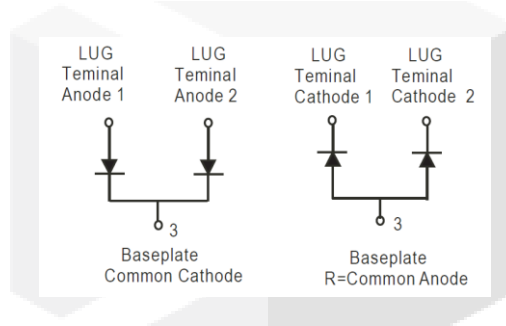 LUG
Teminal
Anode 1
LUG
Teminal
Anode 2
LUG
Teminal
Cathode 1
LUG
Teminal
Cathode 2
3
Baseplate
Common Cathode
3
Baseplate
R=Common Anode